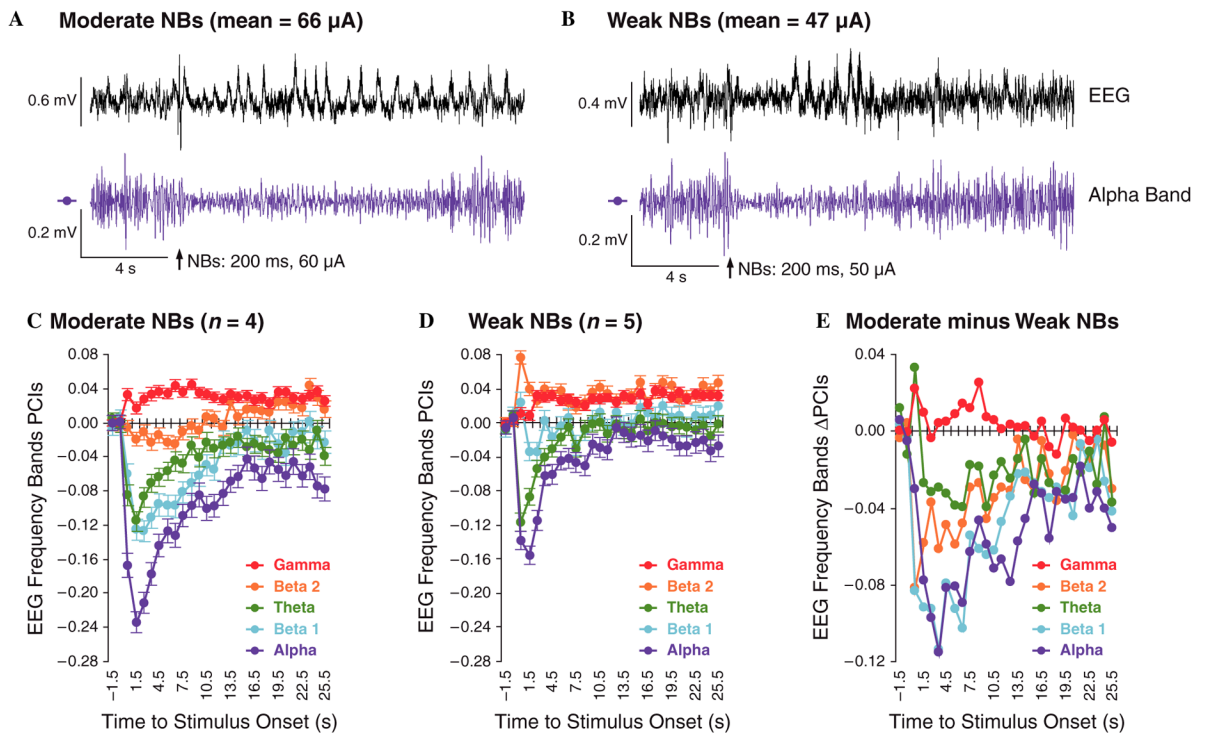 A Moderate NBs (mean = 66 µA)
B Weak NBs (mean = 47 µA)
0.6 mV
0.4 mV
EEG
Alpha Band
0.2 mV
4 s
NBs: 200 ms, 60 µA
0.2 mV
4 s
NBs: 200 ms, 50 µA
C Moderate NBs (n = 4)
EEG Frequency Bands PCIs
0.08
0.04
0.00
−0.04
−0.08
−0.12
−0.16
−0.20
−0.24
−0.28
Gamma
Beta 2
Theta
Beta 1
Alpha
−1.5
1.5
4.5
7.5
10.5
13.5
16.5
19.5
22.5
25.5
Time to Stimulus Onset (s)
D Weak NBs (n = 5)
EEG Frequency Bands PCIs
0.08
0.04
0.00
−0.04
−0.08
−0.12
−0.16
−0.20
−0.24
−0.28
Gamma
Beta 2
Theta
Beta 1
Alpha
−1.5
1.5
4.5
7.5
10.5
13.5
16.5
19.5
22.5
25.5
Time to Stimulus Onset (s)
E Moderate minus Weak NBs
EEG Frequency Bands ΔPCIs
0.04
0.00
−0.04
−0.08
−0.12
Gamma
Beta 2
Theta
Beta 1
Alpha
−1.5
1.5
4.5
7.5
10.5
13.5
16.5
19.5
22.5
25.5
Time to Stimulus Onset (s)